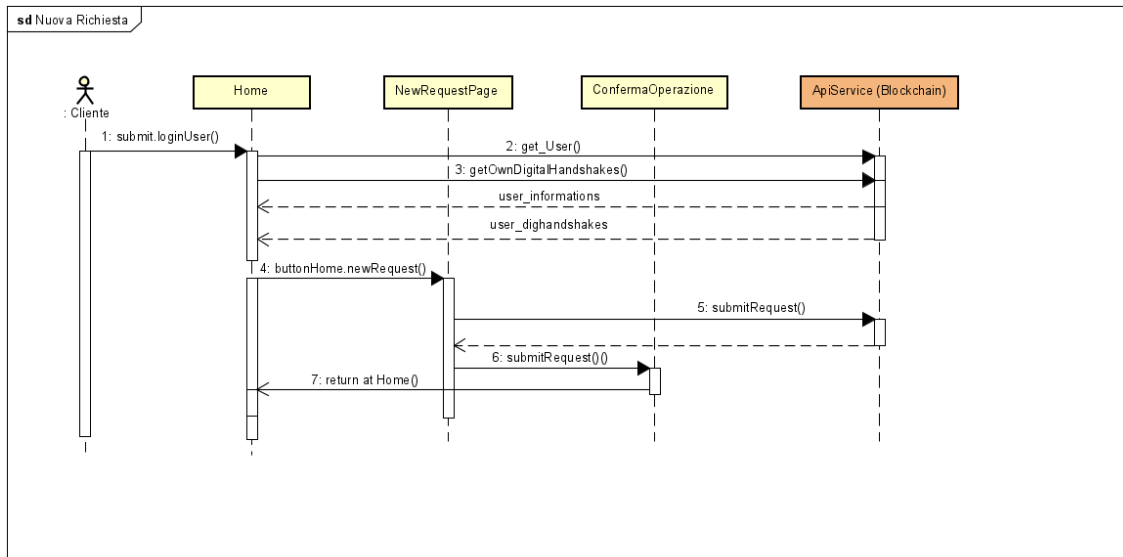 sd Nuova Richiesta
: Cliente
Home
NewRequestPage
ConfermaOperazione
ApiService (Blockchain)
1: submit.loginUser()
2: get_User()
3: getOwnDigitalHandshakes()
user_informations
user_dighandshakes
4: buttonHome.newRequest()
5: submitRequest()
6: submitRequest()()
7: return at Home()